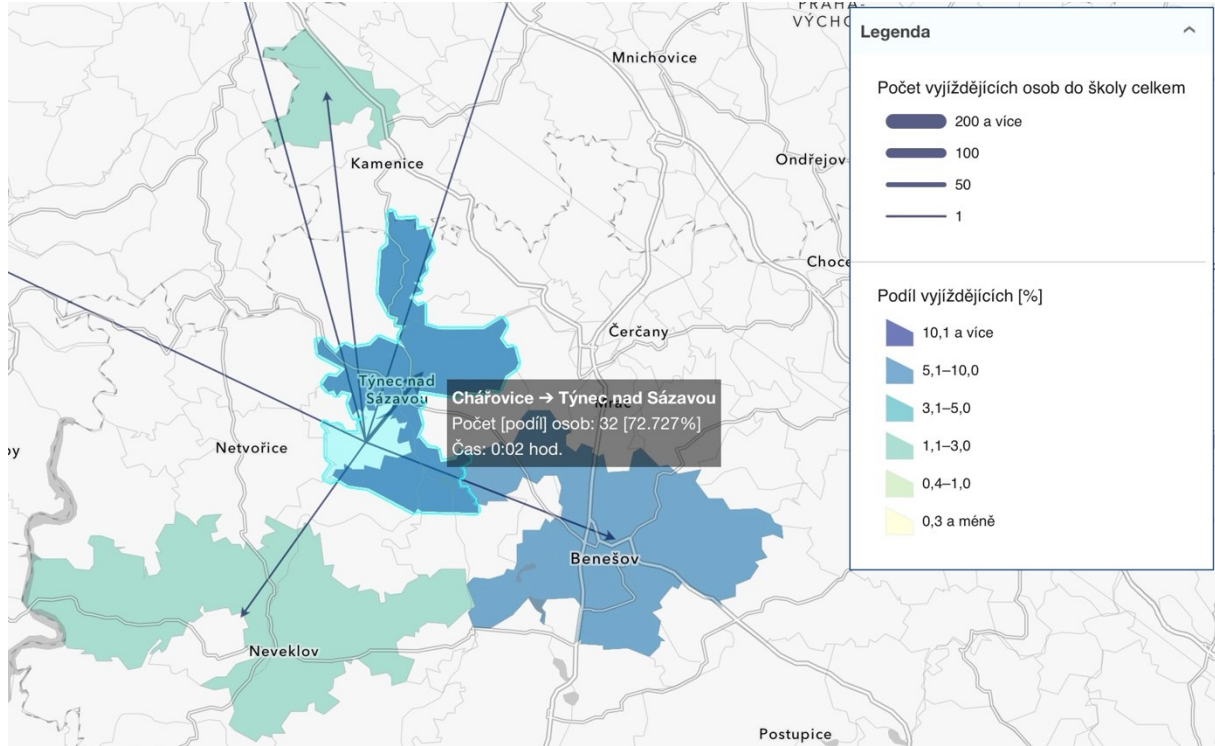 PRAHA-
VÝCHO
Mnichovice
Kamenice
Ondřejov
Choce
Čerčany
Týnec nad
Sázavou
Netvořice
Mrač
Benešov
Neveklov
Postupice
Chářovice → Týnec nad Sázavou
Počet [podíl] osob: 32 [72.727%]
Čas: 0:02 hod.
Legenda
Počet vyjíždějících osob do školy celkem
200 a více
100
50
1
Podíl vyjíždějících [%]
10,1 a více
5,1–10,0
3,1–5,0
1,1–3,0
0,4–1,0
0,3 a méně